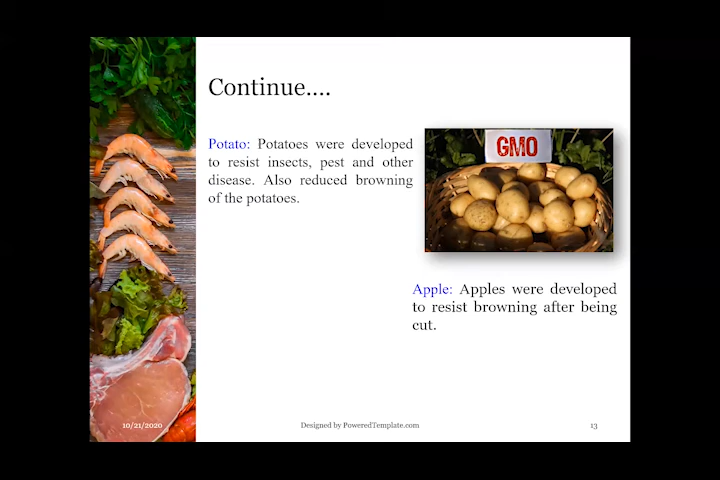 Continue....
Potato: Potatoes were developed
to resist insects, pest and other
disease. Also reduced browning
of the potatoes.
GMO
Apple: Apples were developed
to resist browning after being
cut.
10/21/2020
Designed by PoweredTemplate.com
13